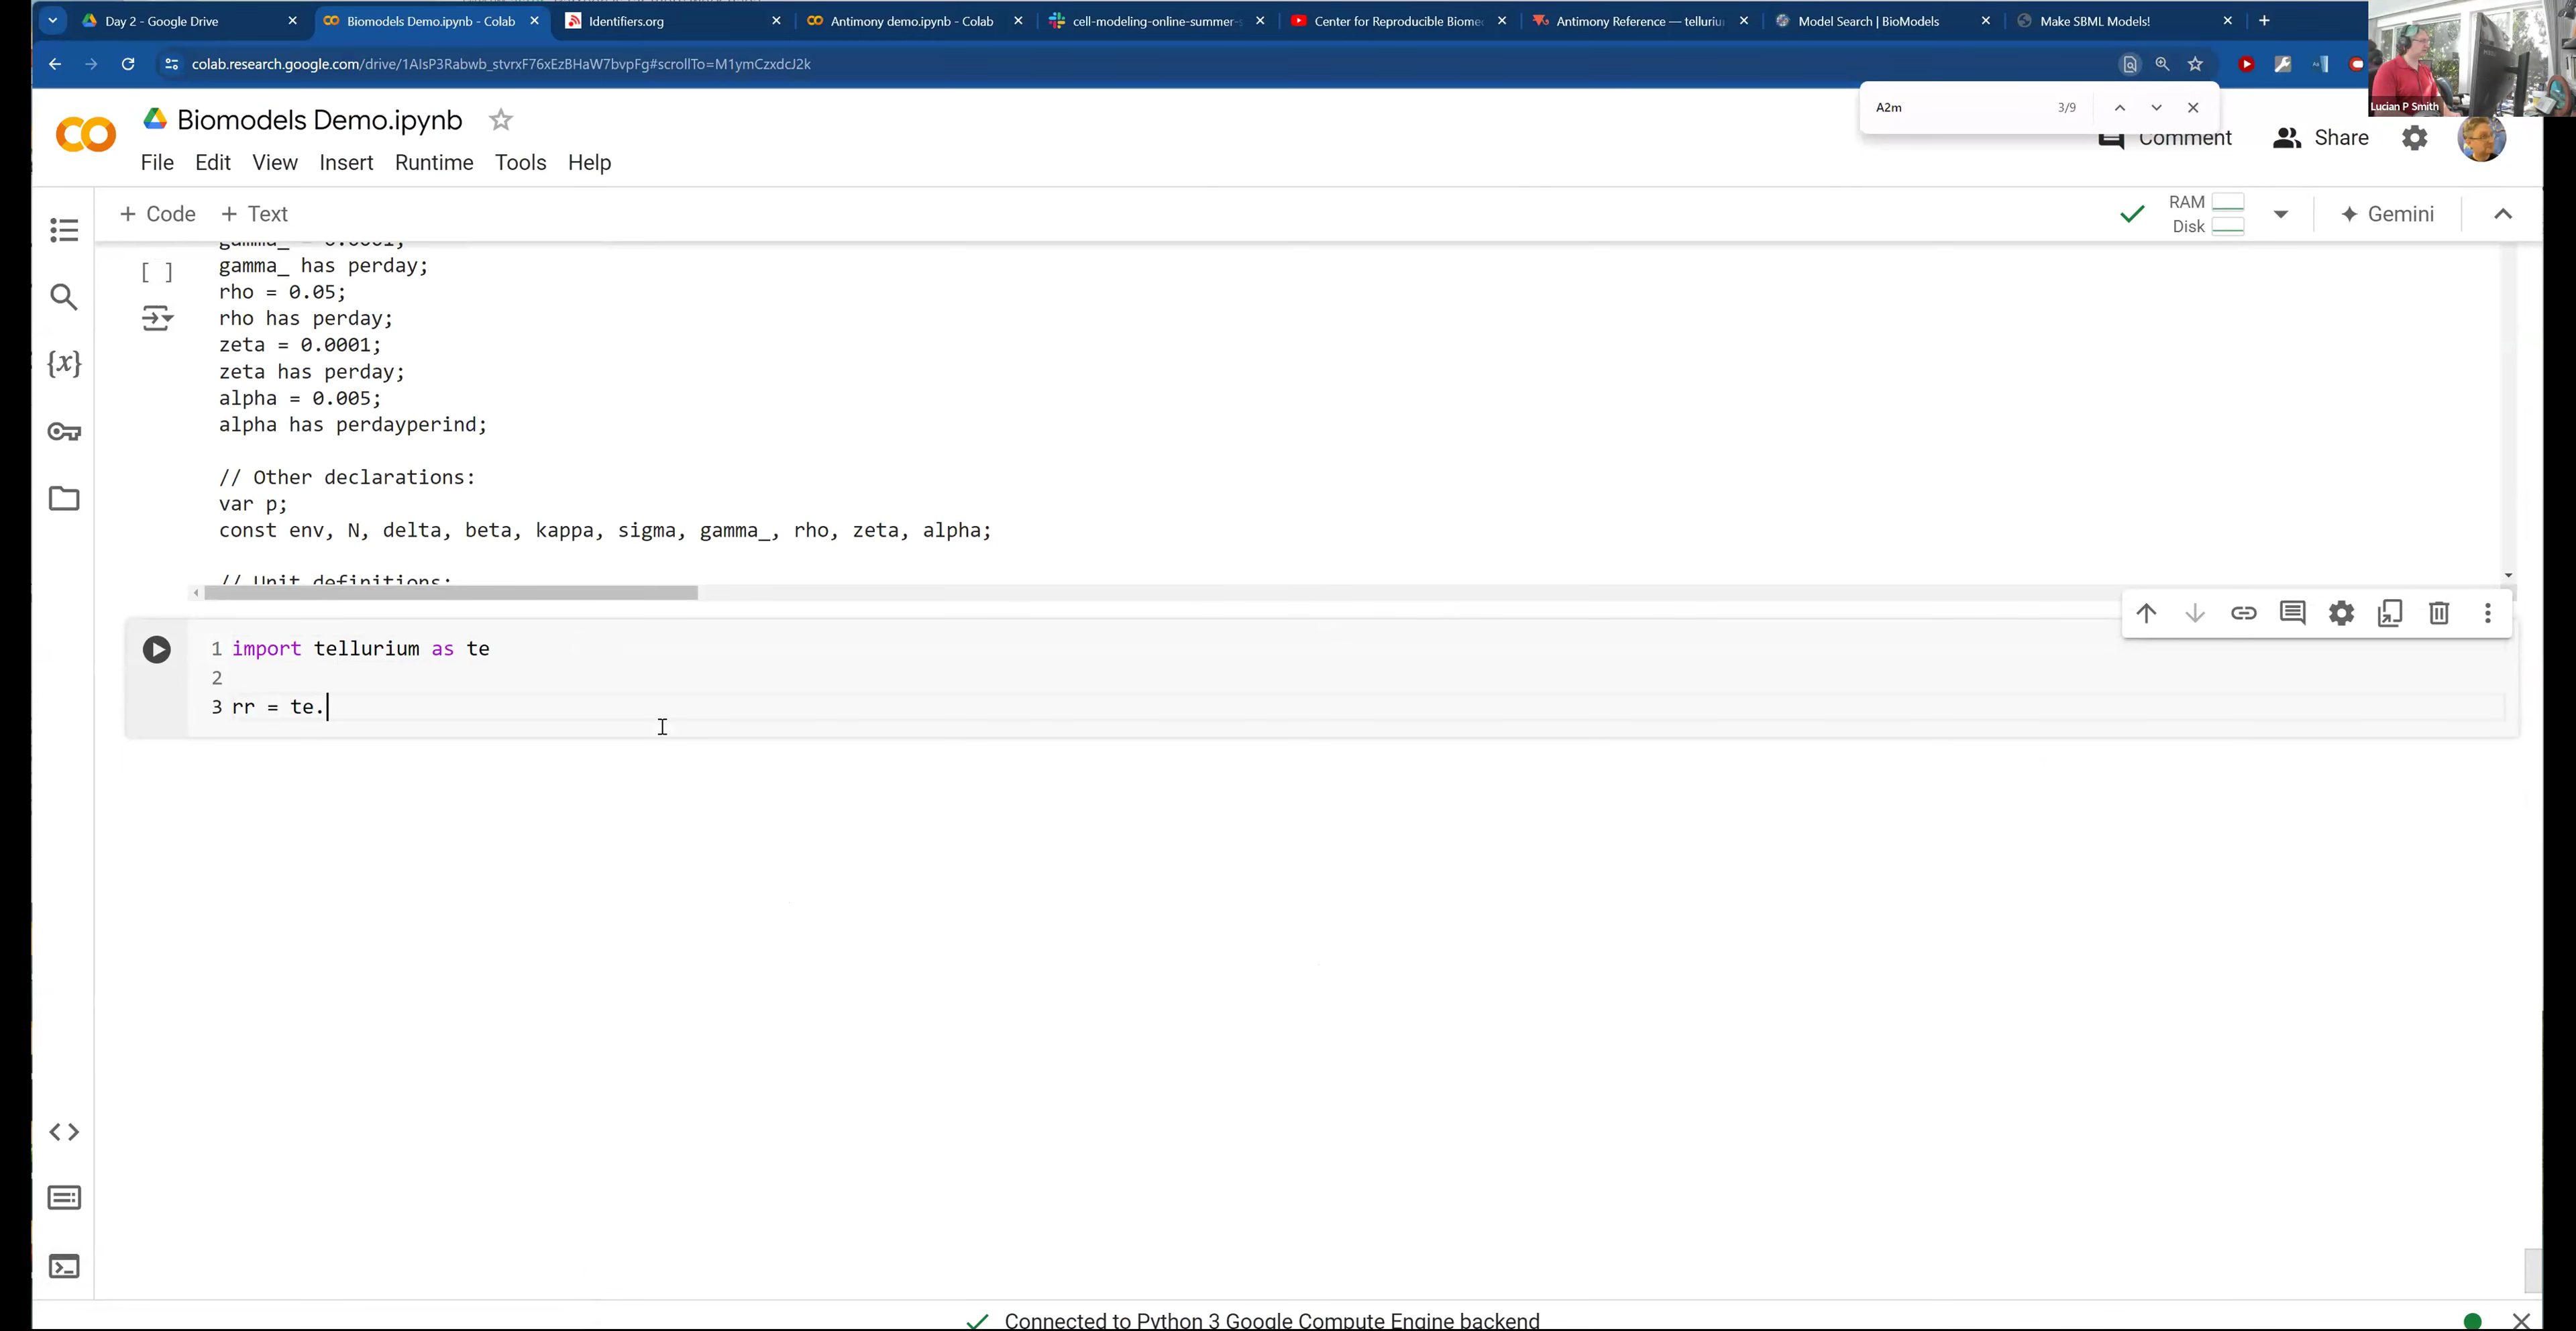 Day 2 - Google Drive
Biomodels Demo.ipynb - Colab
Identifiers.org
Antimony demo.ipynb - Colab
cell-modeling-online-summer-s
Center for Reproducible Biome
Antimony Reference — telluriu
Model Search | BioModels
Make SBML Models!
colab.research.google.com/drive/1AlsP3Rabwb_stvrxF76xEzBHaW7bvpFg#scrollTo=M1ymCzxdcJ2k
A2m 3/9
Lucian P Smith
Biomodels Demo.ipynb
Comment Share
File Edit View Insert Runtime Tools Help
+ Code + Text
RAM
Disk
Gemini
gamma_ = 0.0001;
[ ]
gamma_ has perday;
rho = 0.05;
rho has perday;
zeta = 0.0001;
zeta has perday;
alpha = 0.005;
alpha has perdayperind;
// Other declarations:
var p;
const env, N, delta, beta, kappa, sigma, gamma_, rho, zeta, alpha;
// Unit definitions:
1 import tellurium as te
2
3 rr = te.
Connected to Python 3 Google Compute Engine backend